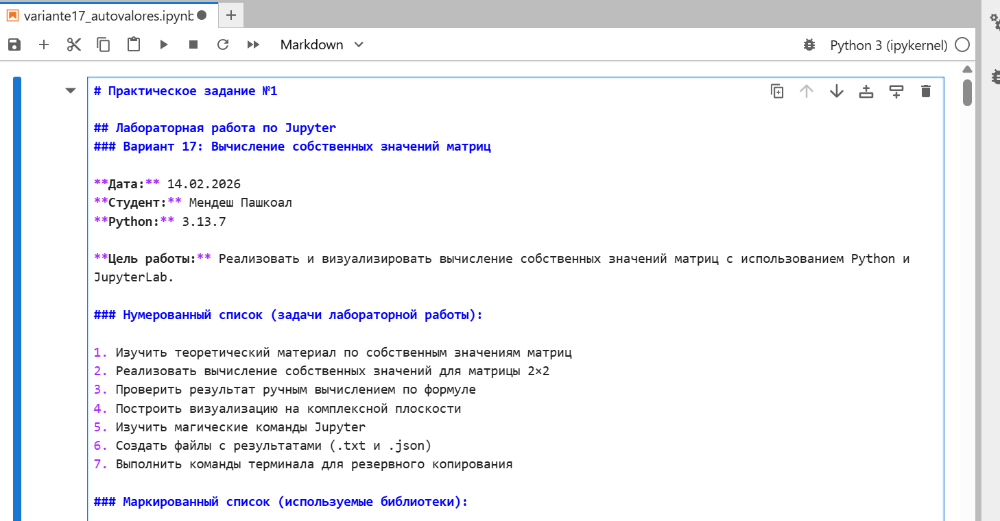 variante17_autovalores.ipynb
Markdown
Python 3 (ipykernel)
# Практическое задание №1
## Лабораторная работа по Jupyter
### Вариант 17: Вычисление собственных значений матриц
**Дата:** 14.02.2026
**Студент:** Мендеш Пашкоал
**Python:** 3.13.7
**Цель работы:** Реализовать и визуализировать вычисление собственных значений матриц с использованием Python и
JupyterLab.
### Нумерованный список (задачи лабораторной работы):
1. Изучить теоретический материал по собственным значениям матриц
2. Реализовать вычисление собственных значений для матрицы 2×2
3. Проверить результат ручным вычислением по формуле
4. Построить визуализацию на комплексной плоскости
5. Изучить магические команды Jupyter
6. Создать файлы с результатами (.txt и .json)
7. Выполнить команды терминала для резервного копирования
### Маркированный список (используемые библиотеки):